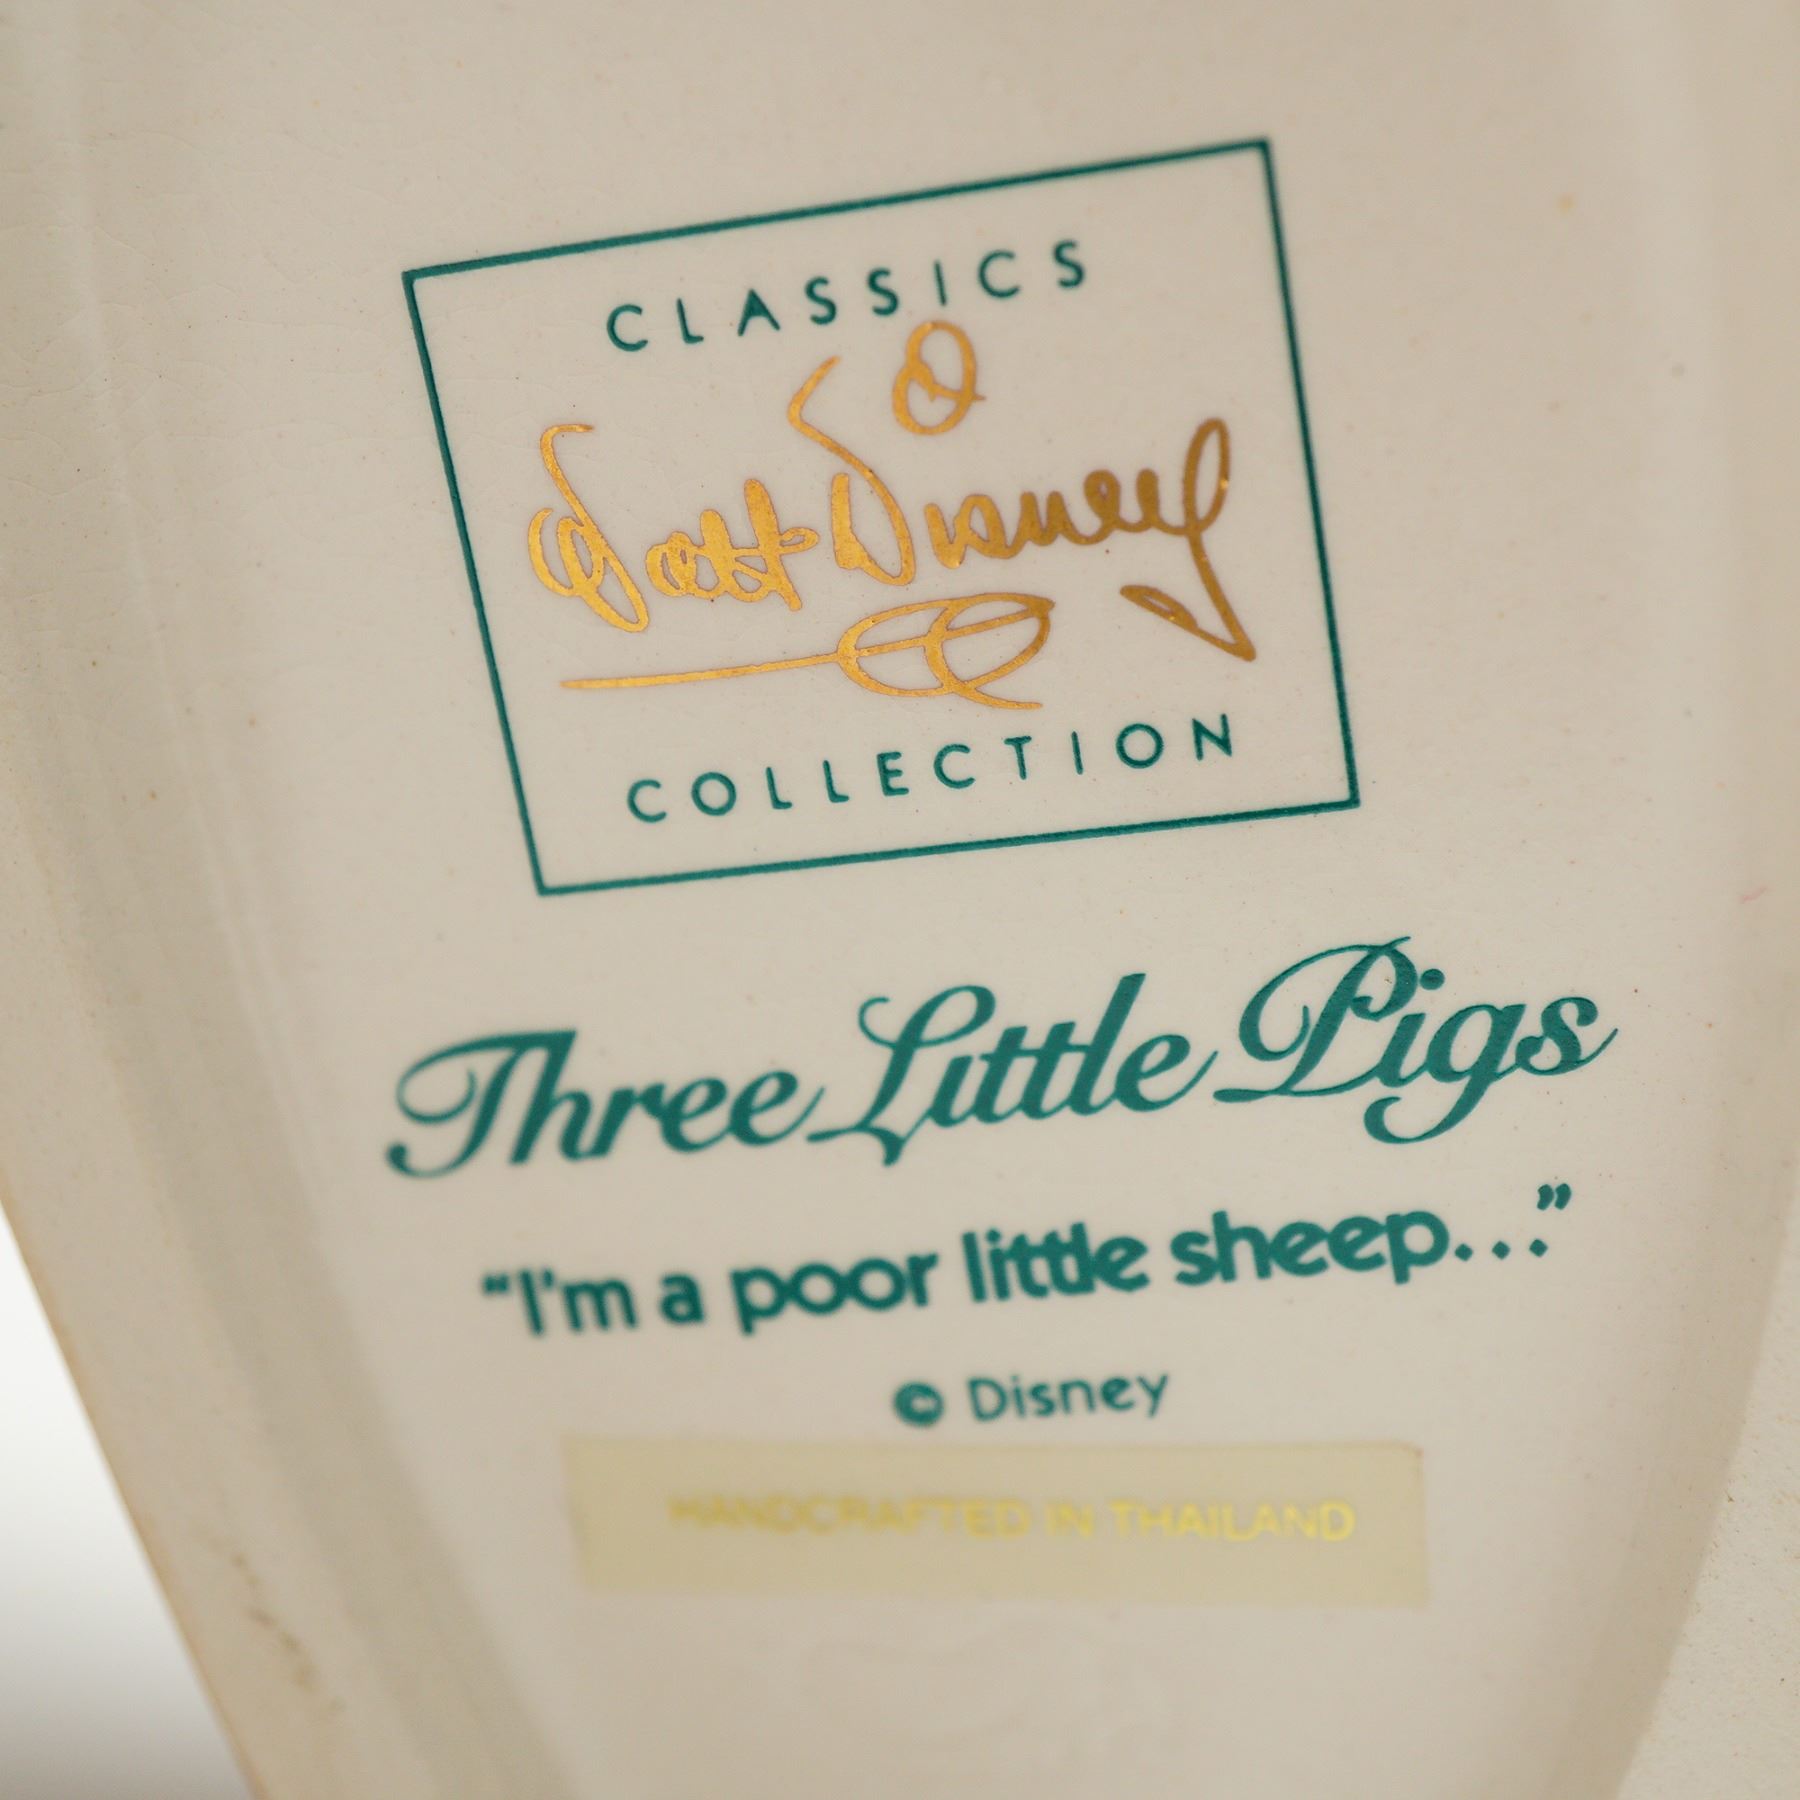 CLASSICS
Walt Disney
COLLECTION
Three Little Pigs
“I'm a poor little sheep...”
© Disney
HANDCRAFTED IN THAILAND